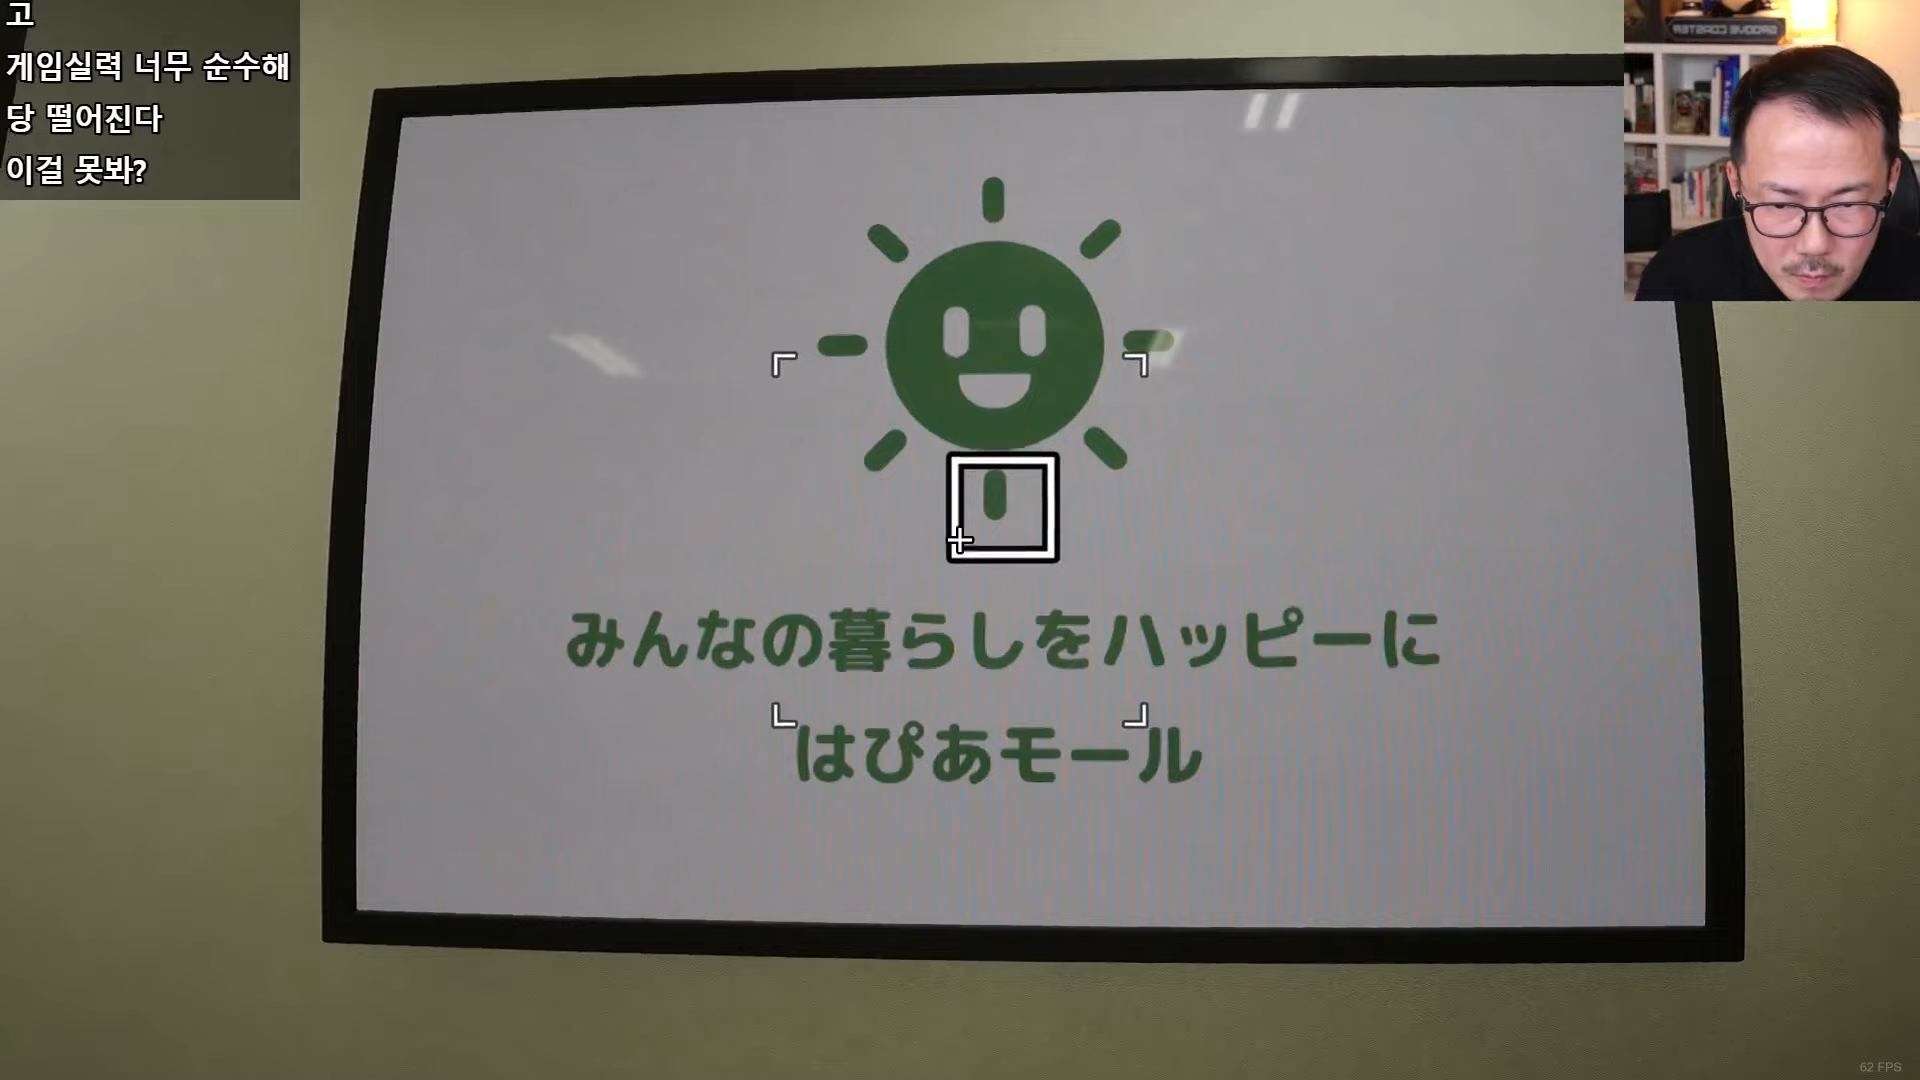 고
게임실력 너무 순수해
당 떨어진다
이걸 못봐?
みんなの暮らしをハッピーに
はぴあモール
62 FPS